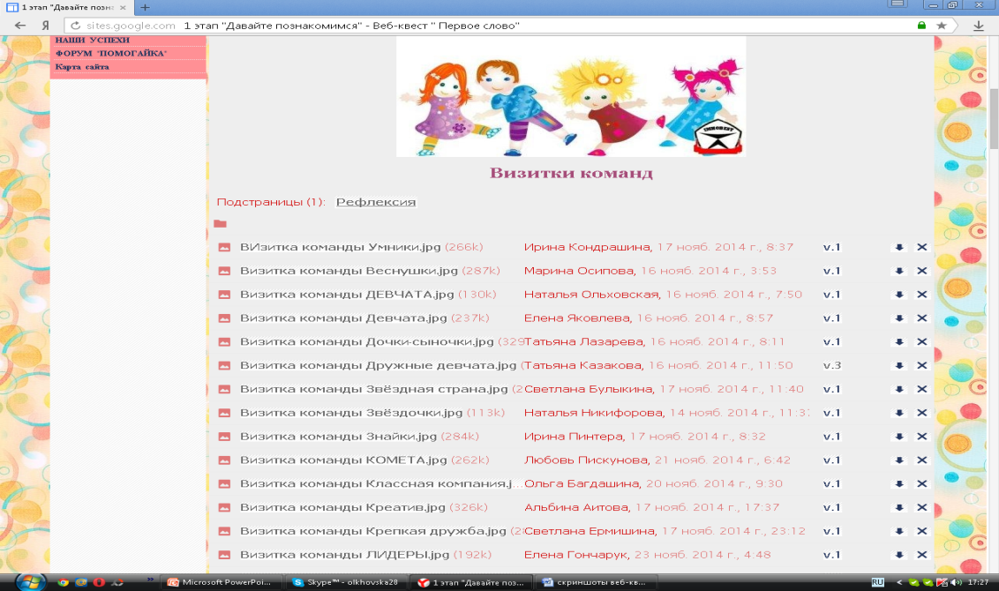 1 этап "Давайте позна
sites.google.com 1 этап "Давайте познакомимся" - Веб-квест " Первое слово"
НАШИ УСПЕХИ
ФОРУМ "ПОМОГАЙКА"
Карта сайта
IMHOBEST
Визитки команд
Подстраницы (1): Рефлексия
ВИзитка команды Умники.jpg (266k) Ирина Кондрашина, 17 нояб. 2014 г., 8:37 v.1
Визитка команды Веснушки.jpg (287k) Марина Осипова, 16 нояб. 2014 г., 3:53 v.1
Визитка команды ДЕВЧАТА.jpg (130k) Наталья Ольховская, 16 нояб. 2014 г., 7:50 v.1
Визитка команды Девчата.jpg (237k) Елена Яковлева, 16 нояб. 2014 г., 8:57 v.1
Визитка команды Дочки-сыночки.jpg (329 Татьяна Лазарева, 16 нояб. 2014 г., 8:11 v.1
Визитка команды Дружные девчата.jpg ( Татьяна Казакова, 16 нояб. 2014 г., 11:50 v.3
Визитка команды Звёздная страна.jpg (2 Светлана Булыкина, 17 нояб. 2014 г., 11:40 v.1
Визитка команды Звёздочки.jpg (113k) Наталья Никифорова, 14 нояб. 2014 г., 11:37 v.1
Визитка команды Знайки.jpg (284k) Ирина Пинтера, 17 нояб. 2014 г., 8:32 v.1
Визитка команды КОМЕТА.jpg (262k) Любовь Пискунова, 21 нояб. 2014 г., 6:42 v.1
Визитка команды Классная компания.j... Ольга Багдашина, 20 нояб. 2014 г., 9:30 v.1
Визитка команды Креатив.jpg (326k) Альбина Аитова, 17 нояб. 2014 г., 17:37 v.1
Визитка команды Крепкая дружба.jpg (28 Светлана Ермишина, 17 нояб. 2014 г., 23:12 v.1
Визитка команды ЛИДЕРЫ.jpg (192k) Елена Гончарук, 23 нояб. 2014 г., 4:48 v.1
Microsoft PowerPoi... Skype™ - olkhovska28 1 этап "Давайте поз... скриншоты веб-кв... RU 17:27